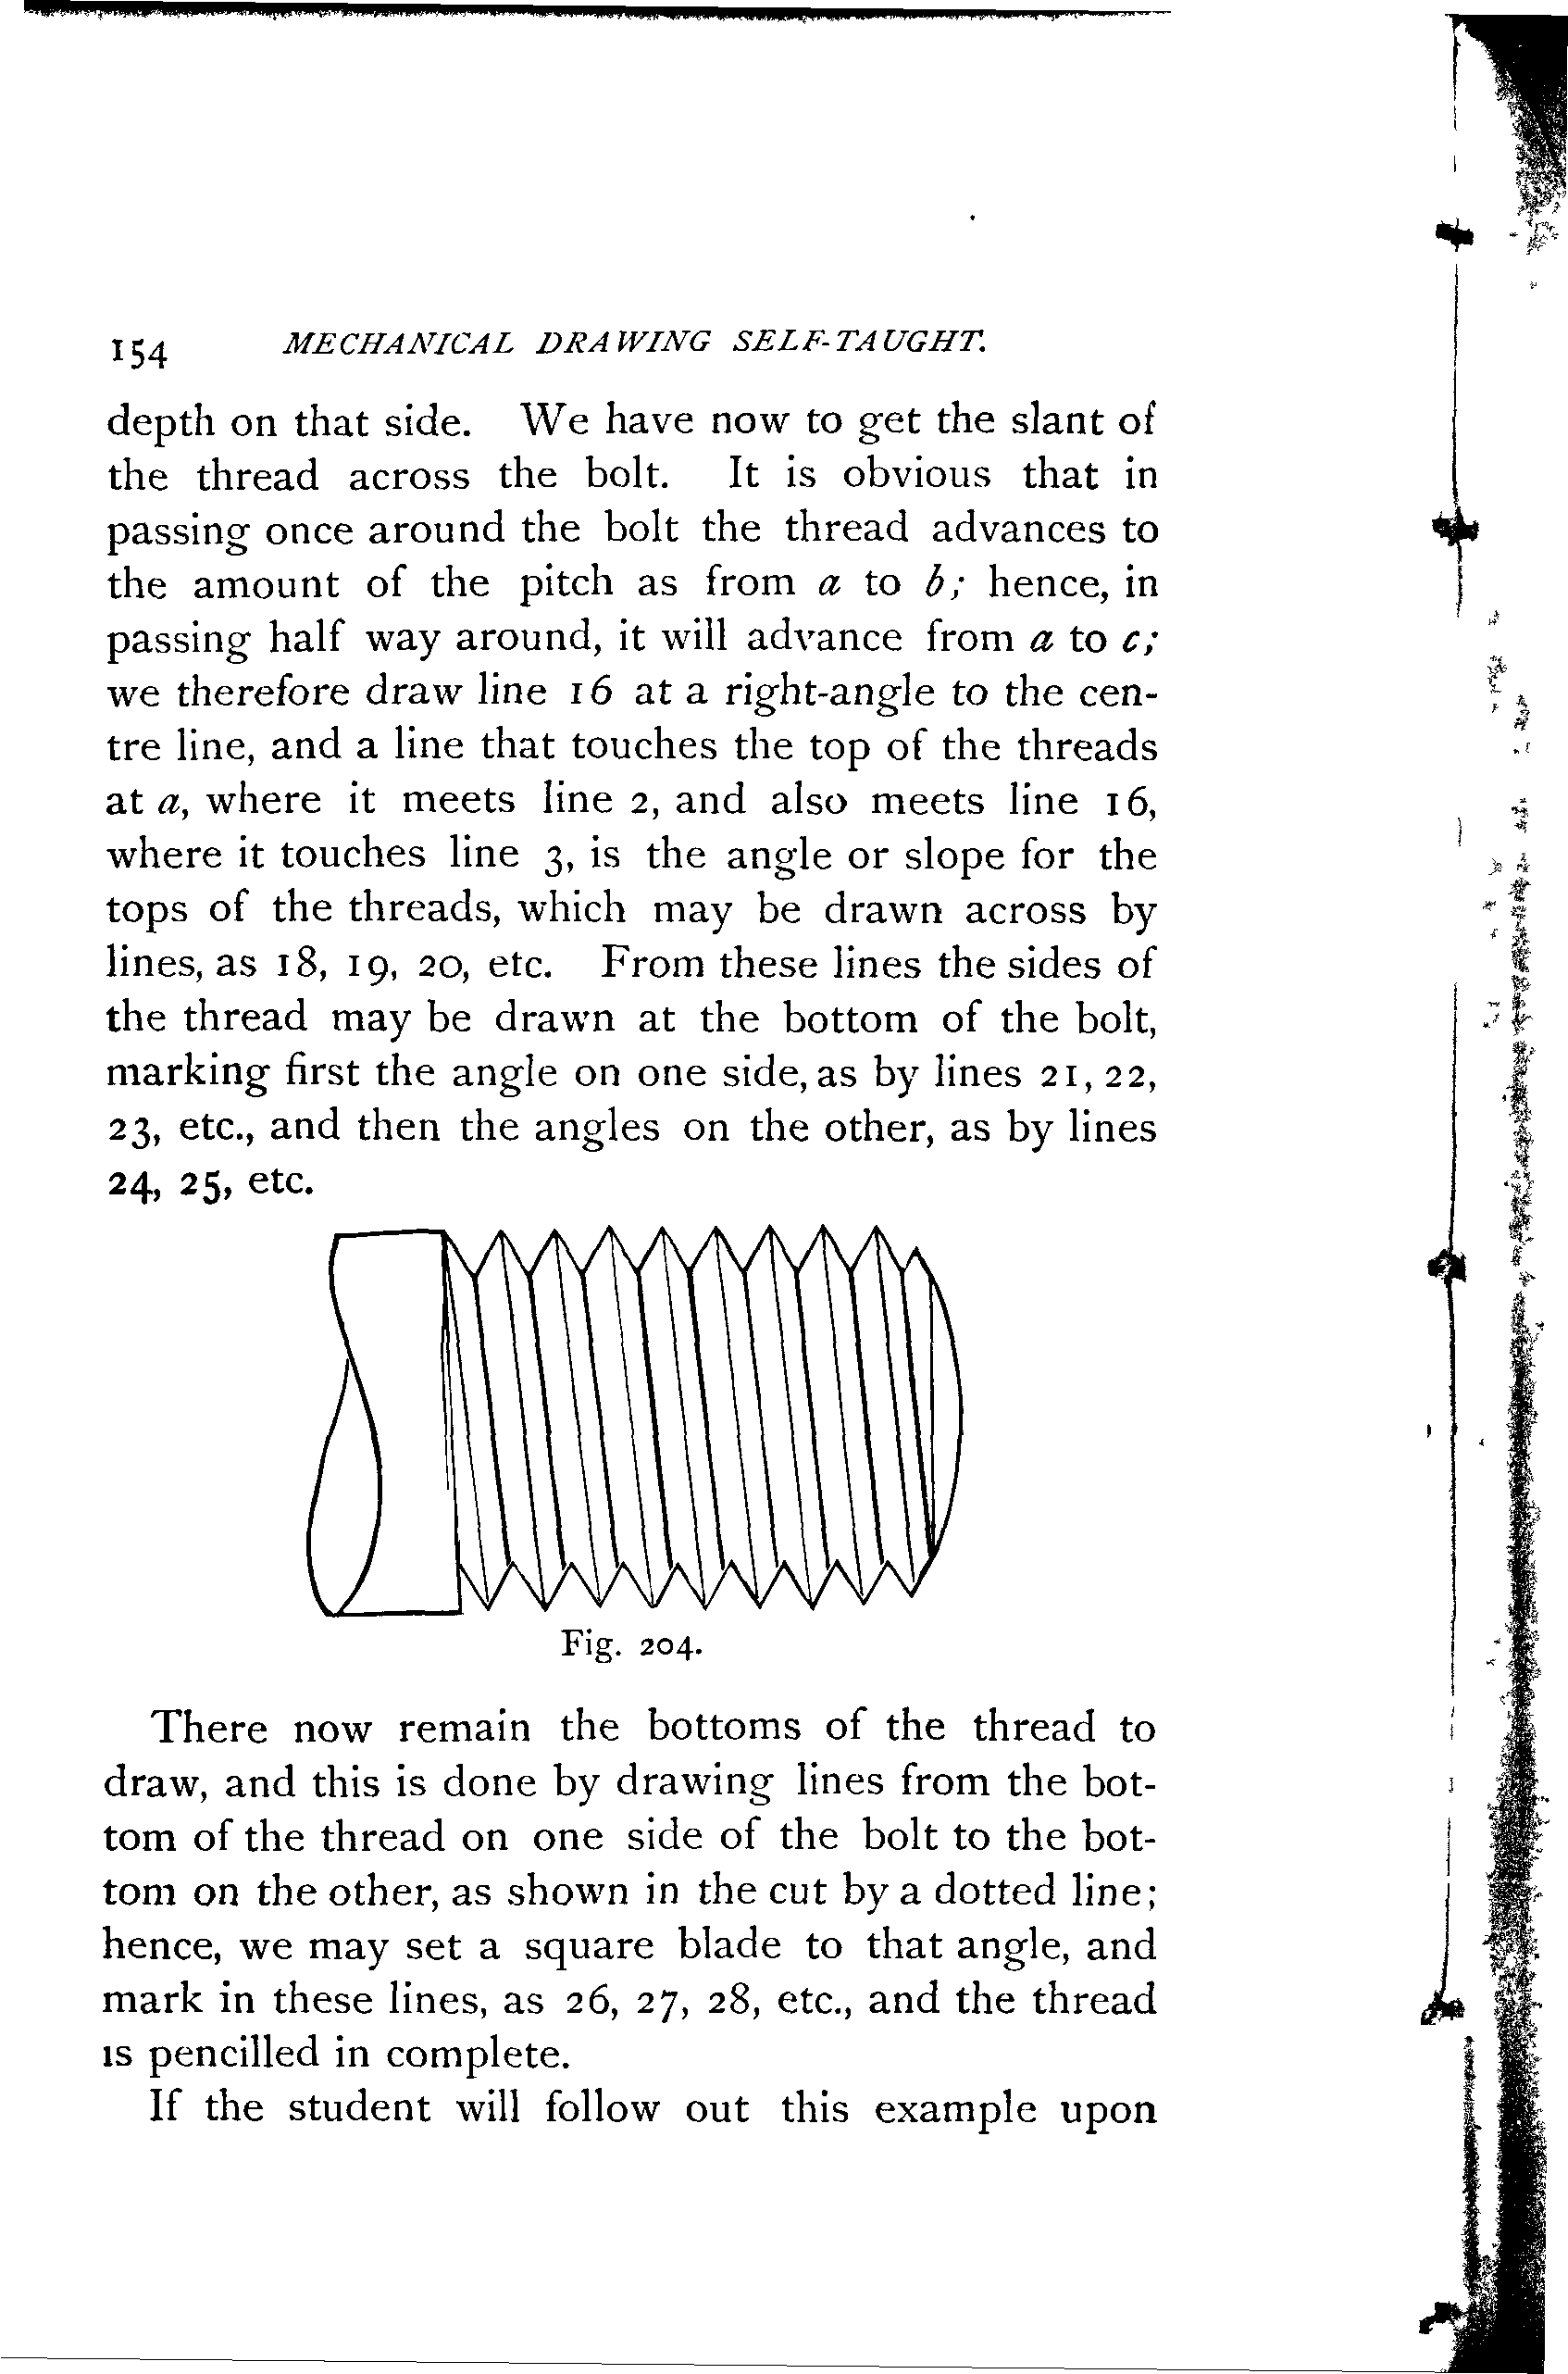 154 MECHANICAL DRAWING SELF-TAUGHT.
depth on that side. We have now to get the slant of
the thread across the bolt. It is obvious that in
passing once around the bolt the thread advances to
the amount of the pitch as from a to b; hence, in
passing half way around, it will advance from a to c;
we therefore draw line 16 at a right-angle to the cen-
tre line, and a line that touches the top of the threads
at a, where it meets line 2, and also meets line 16,
where it touches line 3, is the angle or slope for the
tops of the threads, which may be drawn across by
lines, as 18, 19, 20, etc. From these lines the sides of
the thread may be drawn at the bottom of the bolt,
marking first the angle on one side, as by lines 21, 22,
23, etc., and then the angles on the other, as by lines
24, 25, etc.
Fig. 204.
There now remain the bottoms of the thread to
draw, and this is done by drawing lines from the bot-
tom of the thread on one side of the bolt to the bot-
tom on the other, as shown in the cut by a dotted line;
hence, we may set a square blade to that angle, and
mark in these lines, as 26, 27, 28, etc., and the thread
is pencilled in complete.
If the student will follow out this example upon